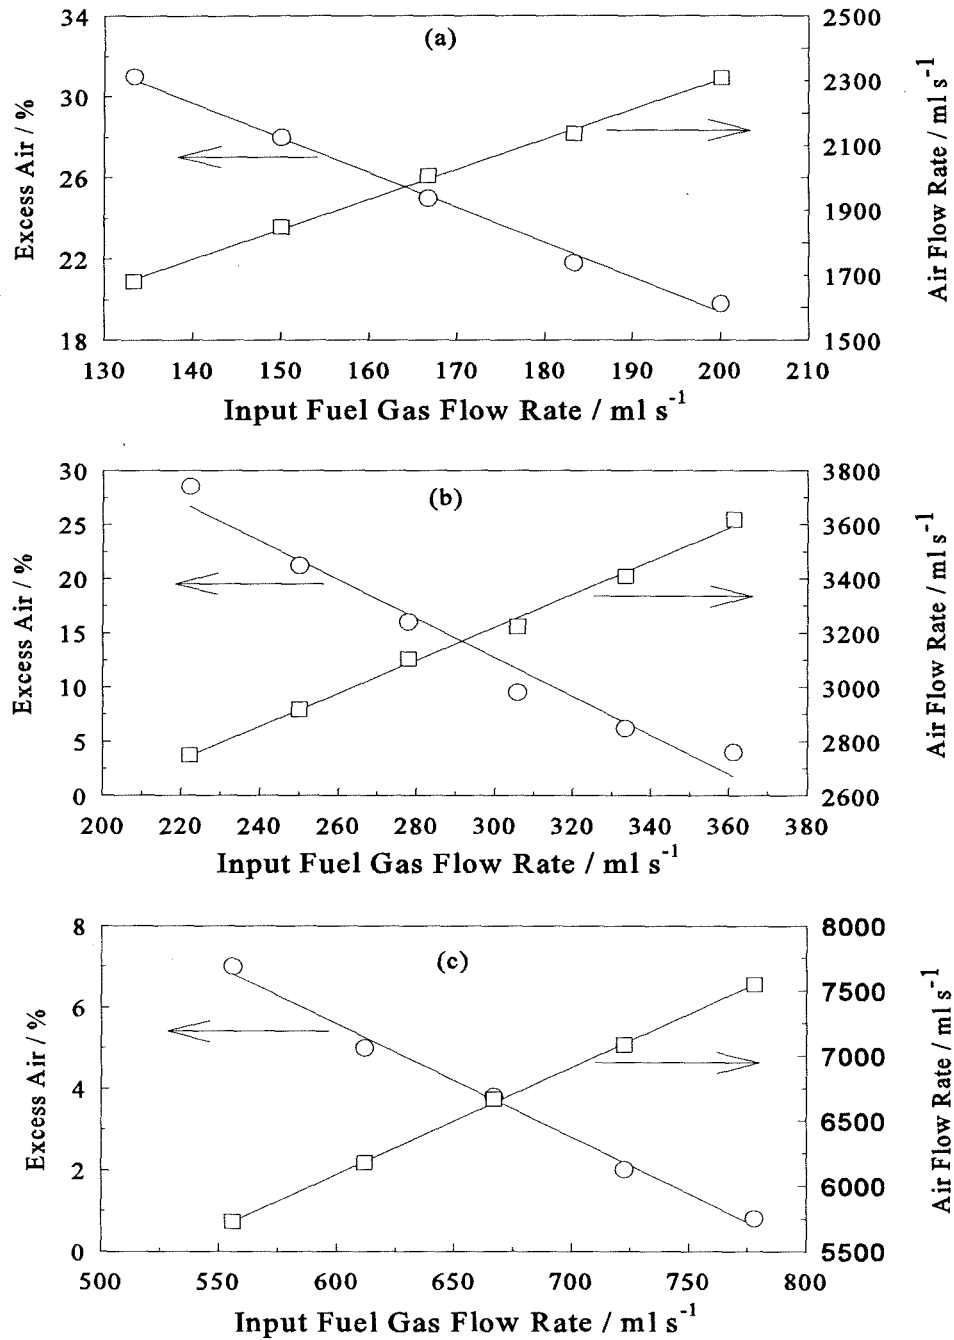 (a)
Excess Air / %
34
30
26
22
18
2500
2300
2100
1900
1700
1500
Air Flow Rate / ml s⁻¹
130 140 150 160 170 180 190 200 210
Input Fuel Gas Flow Rate / ml s⁻¹
(b)
Excess Air / %
30
25
20
15
10
5
0
3800
3600
3400
3200
3000
2800
2600
Air Flow Rate / ml s⁻¹
200 220 240 260 280 300 320 340 360 380
Input Fuel Gas Flow Rate / ml s⁻¹
(c)
Excess Air / %
8
6
4
2
0
8000
7500
7000
6500
6000
5500
Air Flow Rate / ml s⁻¹
500 550 600 650 700 750 800
Input Fuel Gas Flow Rate / ml s⁻¹